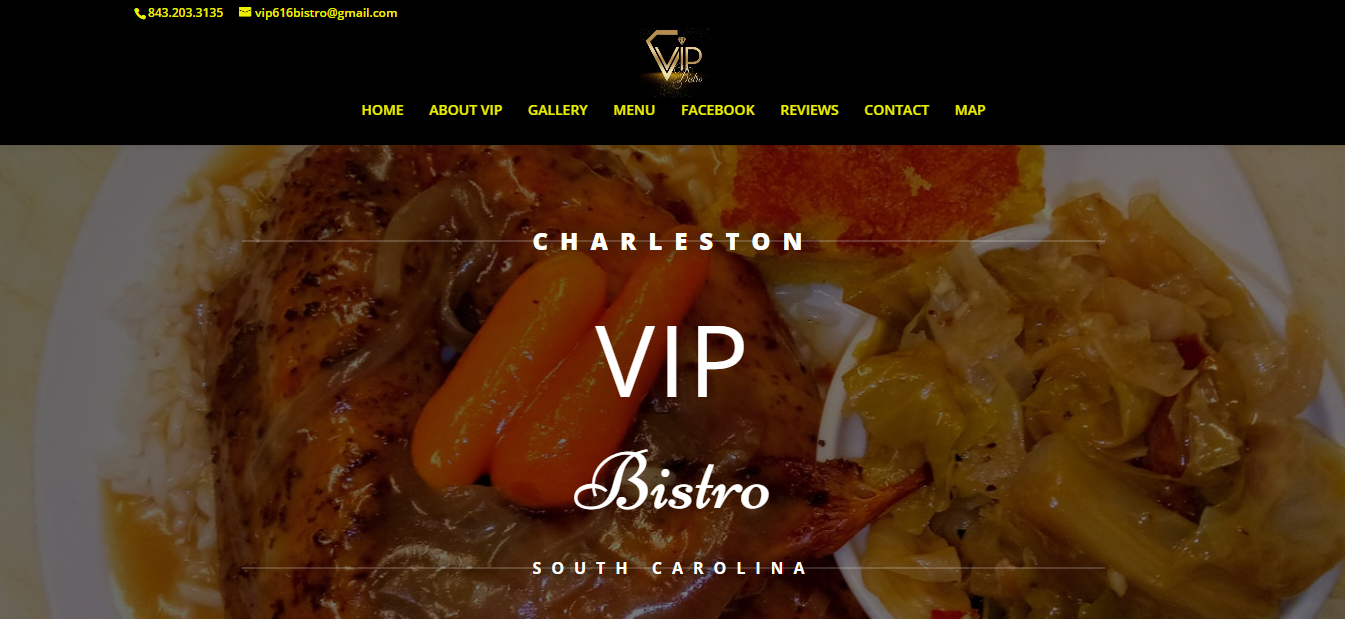 843.203.3135 vip616bistro@gmail.com
VIP
Bistro
HOME ABOUT VIP GALLERY MENU FACEBOOK REVIEWS CONTACT MAP
CHARLESTON
VIP
Bistro
SOUTH CAROLINA